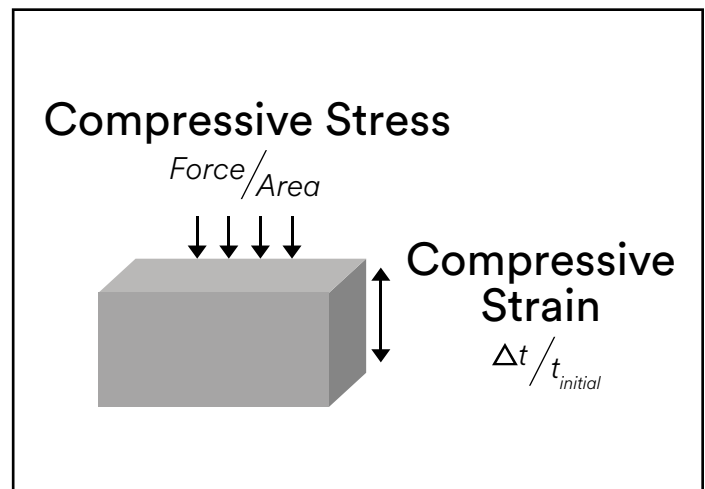 Compressive Stress
Force/Area
Compressive
Strain
Δt/t_initial